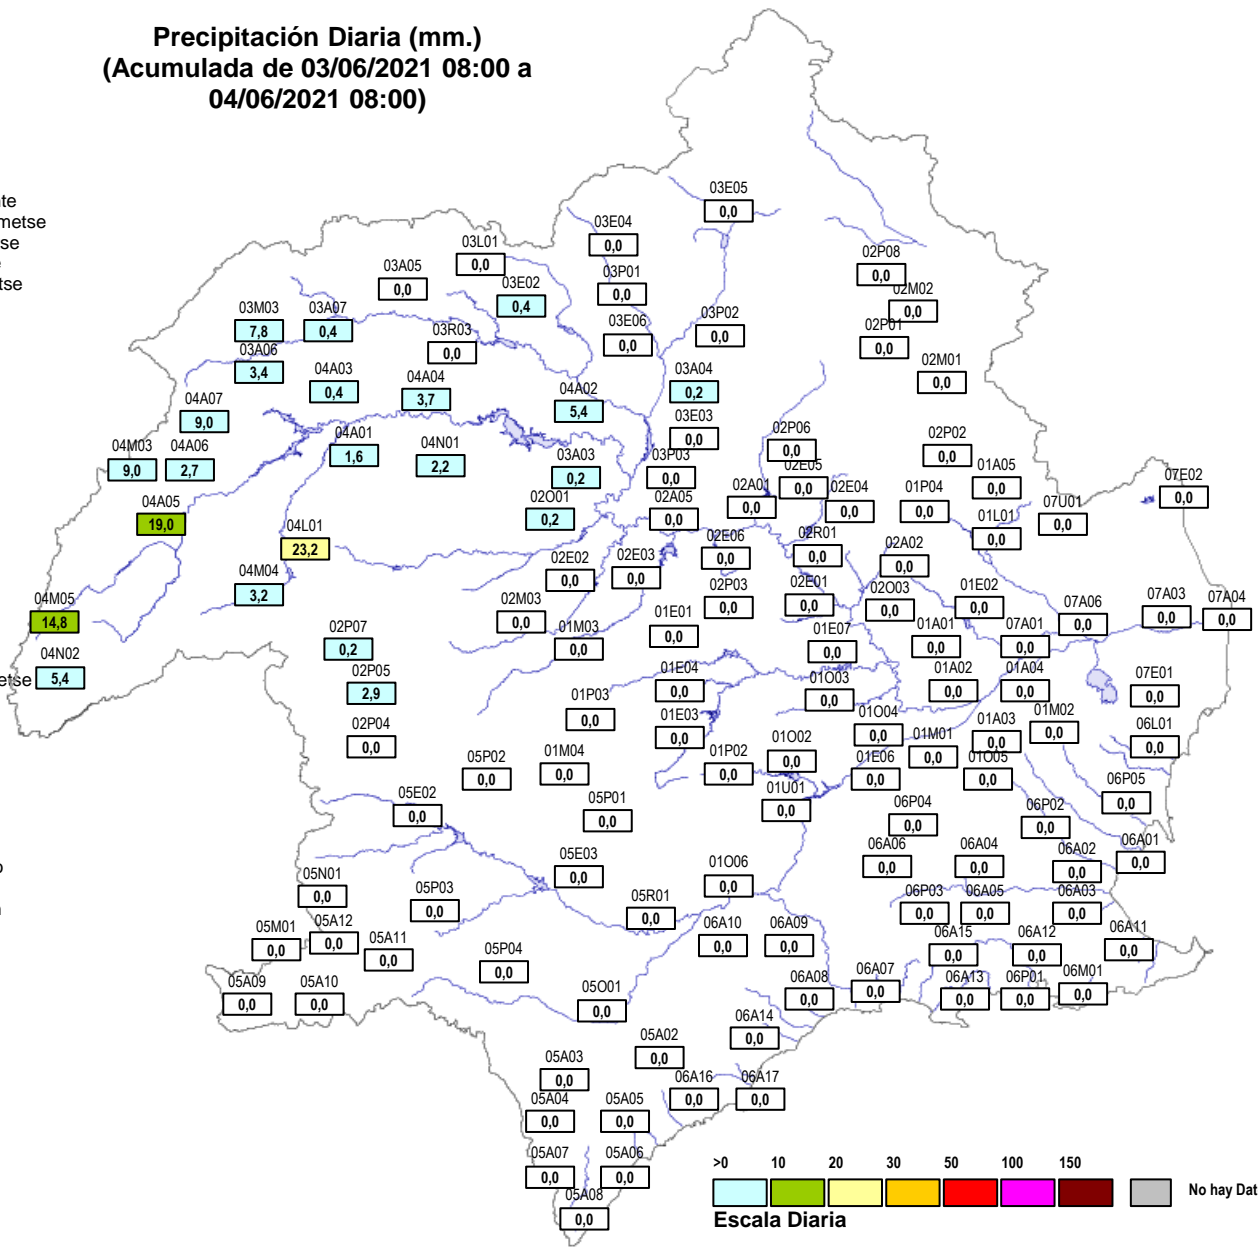 Precipitación Diaria (mm.)
(Acumulada de 03/06/2021 08:00 a
04/06/2021 08:00)
03E05
0,0
03E04
0,0
03L01
0,0
03A05
0,0
03E02
0,4
03P01
0,0
02P08
0,0
02M02
0,0
03M03
7,8
03A07
0,4
03R03
0,0
03E06
0,0
03P02
0,0
02P01
0,0
03A06
3,4
04A03
0,4
04A04
3,7
04A02
5,4
03A04
0,2
02M01
0,0
04A07
9,0
03E03
0,0
02P06
0,0
02P02
0,0
04M03
9,0
04A06
2,7
04A01
1,6
04N01
2,2
03A03
0,2
03P03
0,0
02E05
0,0
01A05
0,0
07E02
0,0
04A05
19,0
02O01
0,2
02A05
0,0
02A01
0,0
02E04
0,0
01P04
0,0
07U01
0,0
01L01
0,0
04L01
23,2
02E06
0,0
02R01
0,0
02A02
0,0
04M04
3,2
02E02
0,0
02E03
0,0
04M05
14,8
02M03
0,0
02P03
0,0
02E01
0,0
02O03
0,0
01E02
0,0
07A06
0,0
07A03
0,0
07A04
0,0
02P07
0,2
01M03
0,0
01E01
0,0
01E07
0,0
01A01
0,0
07A01
0,0
04N02
5,4
etse
02P05
2,9
01E04
0,0
01O03
0,0
01A02
0,0
01A04
0,0
07E01
0,0
02P04
0,0
01P03
0,0
01E03
0,0
01O04
0,0
01A03
0,0
01M02
0,0
06L01
0,0
05P02
0,0
01M04
0,0
01P02
0,0
01O02
0,0
01M01
0,0
01E06
0,0
01O05
0,0
05E02
0,0
05P01
0,0
01U01
0,0
06P04
0,0
06P02
0,0
06P05
0,0
05E03
0,0
01O06
0,0
06A06
0,0
06A04
0,0
06A02
0,0
06A01
0,0
05N01
0,0
05P03
0,0
05R01
0,0
06P03
0,0
06A05
0,0
06A03
0,0
05M01
0,0
05A12
0,0
05A11
0,0
05P04
0,0
06A10
0,0
06A09
0,0
06A15
0,0
06A12
0,0
06A11
0,0
05A09
0,0
05A10
0,0
05O01
0,0
06A08
0,0
06A07
0,0
06A13
0,0
06P01
0,0
06M01
0,0
05A02
0,0
06A14
0,0
05A03
0,0
06A16
0,0
06A17
0,0
05A04
0,0
05A05
0,0
05A07
0,0
05A06
0,0
05A08
0,0
>0 10 20 30 50 100 150
No hay Dat
Escala Diaria